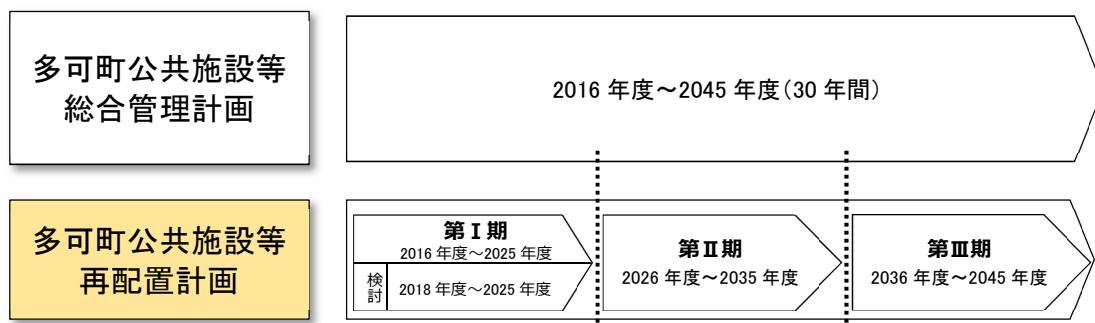 多可町公共施設等
総合管理計画
2016 年度～2045 年度（30 年間）
多可町公共施設等
再配置計画
第Ⅰ期
2016 年度～2025 年度
検討
2018 年度～2025 年度
第Ⅱ期
2026 年度～2035 年度
第Ⅲ期
2036 年度～2045 年度